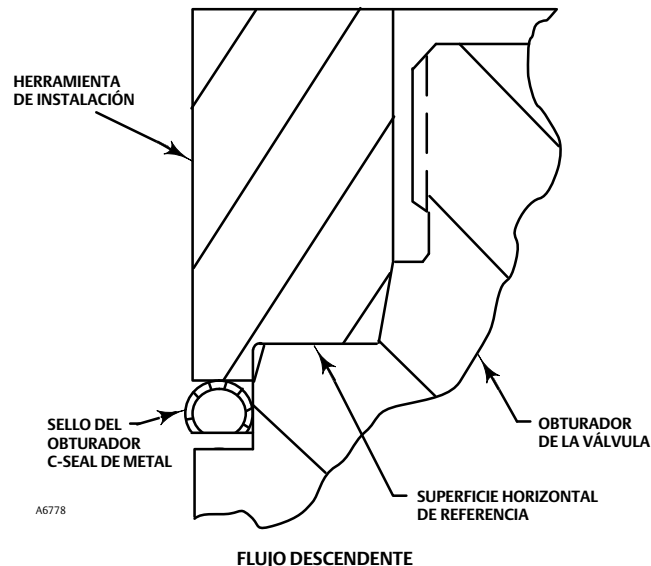 HERRAMIENTA
DE INSTALACIÓN
SELLO DEL
OBTURADOR
C-SEAL DE METAL
OBTURADOR
DE LA VÁLVULA
SUPERFICIE HORIZONTAL
DE REFERENCIA
A6778
FLUJO DESCENDENTE